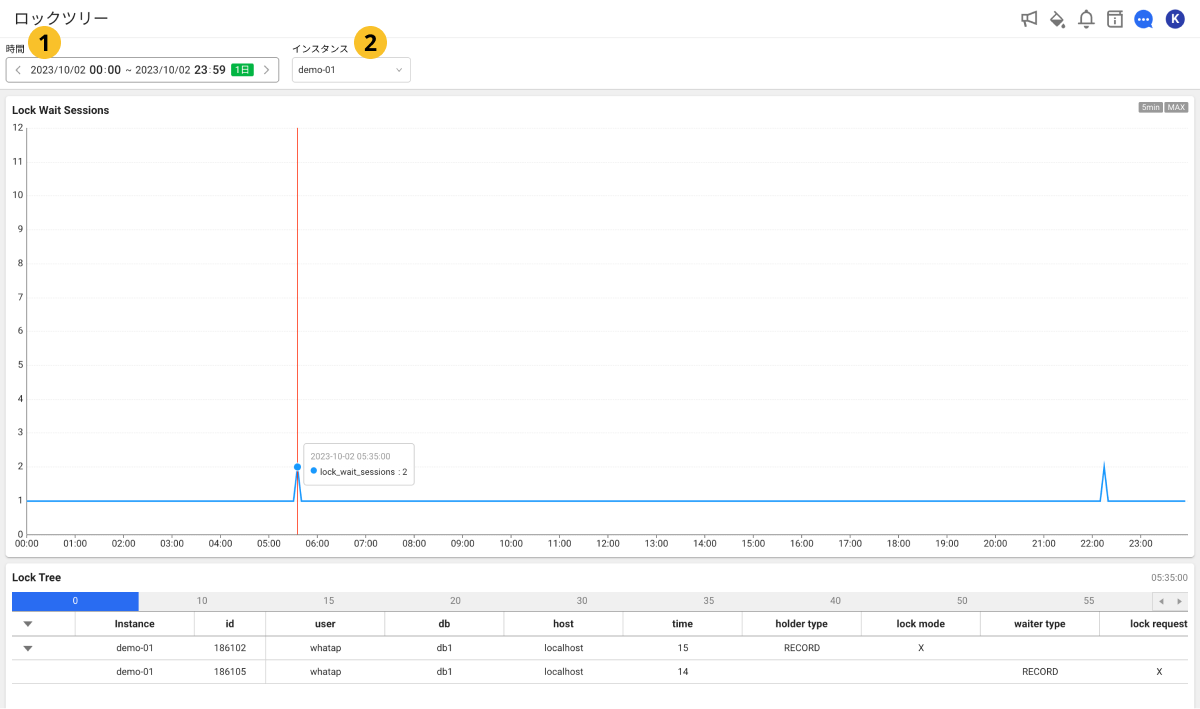 ロックツリー
K
時間
1
インスタンス
2
2023/10/02 00:00 ~ 2023/10/02 23:59 1日
demo-01
Lock Wait Sessions
5min MAX
12
11
10
9
8
7
6
5
4
3
2
1
0
2023-10-02 05:35:00
lock_wait_sessions : 2
00:00 01:00 02:00 03:00 04:00 05:00 06:00 07:00 08:00 09:00 10:00 11:00 12:00 13:00 14:00 15:00 16:00 17:00 18:00 19:00 20:00 21:00 22:00 23:00
Lock Tree
05:35:00
0 10 15 20 30 35 40 50 55
Instance id user db host time holder type lock mode waiter type lock request
demo-01 186102 whatap db1 localhost 15 RECORD X
demo-01 186105 whatap db1 localhost 14 RECORD X